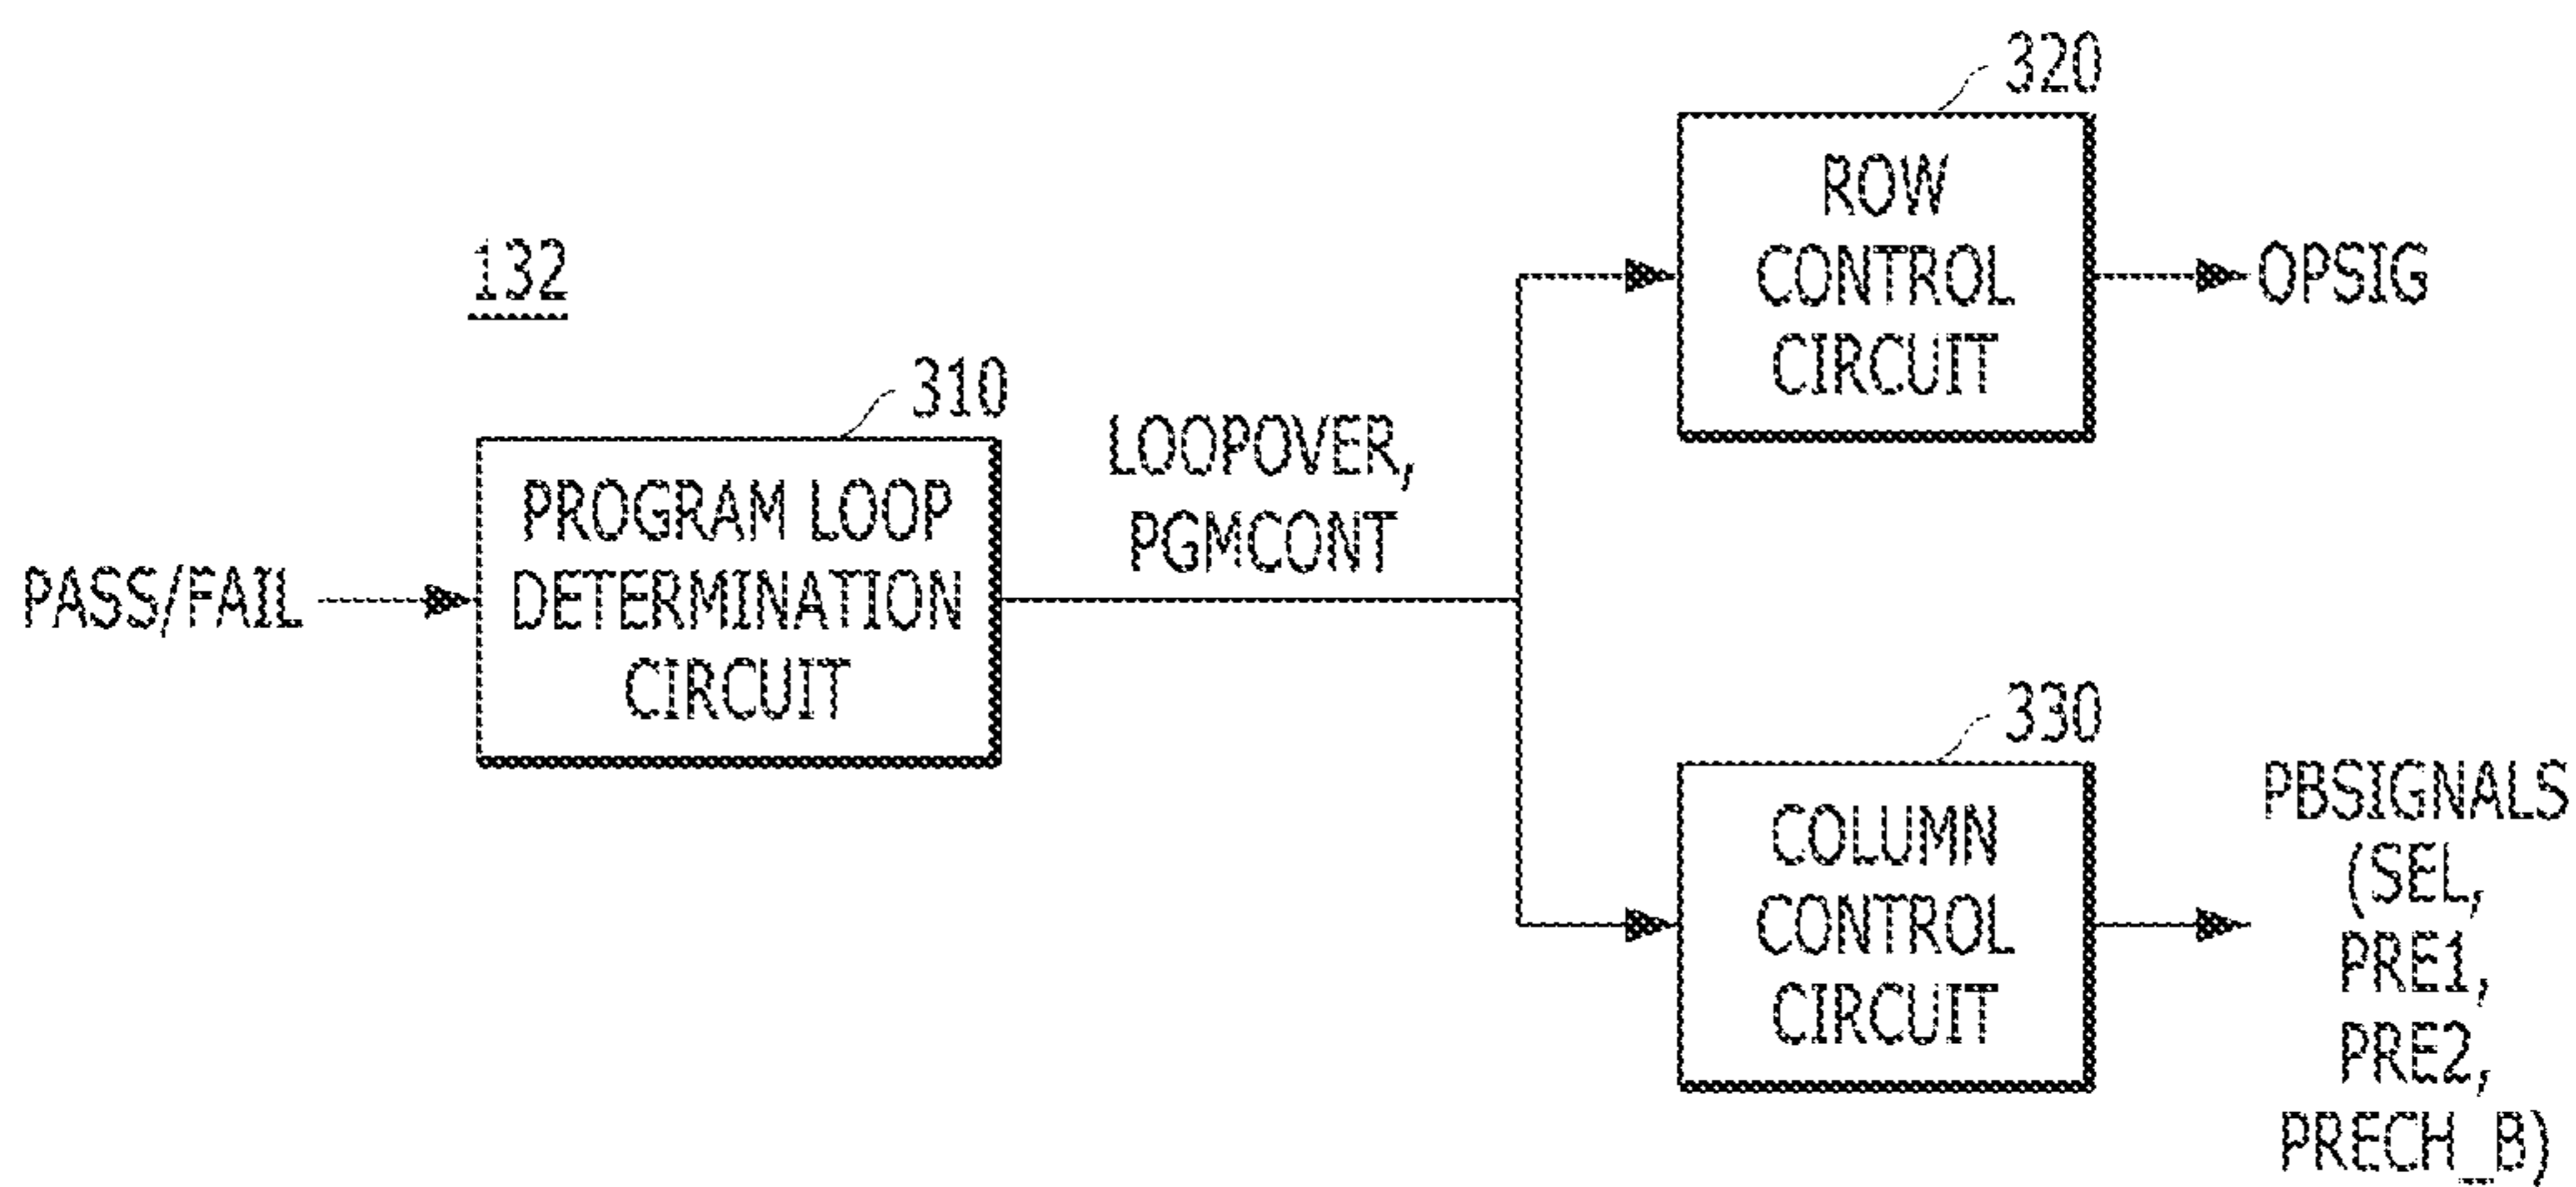 132
PASS/FAIL
310
PROGRAM LOOP
DETERMINATION
CIRCUIT
LOOPOVER,
PGMCONT
320
ROW
CONTROL
CIRCUIT
OPSIG
330
COLUMN
CONTROL
CIRCUIT
PBSIGNALS
(SEL,
PRE1,
PRE2,
PRECH_B)